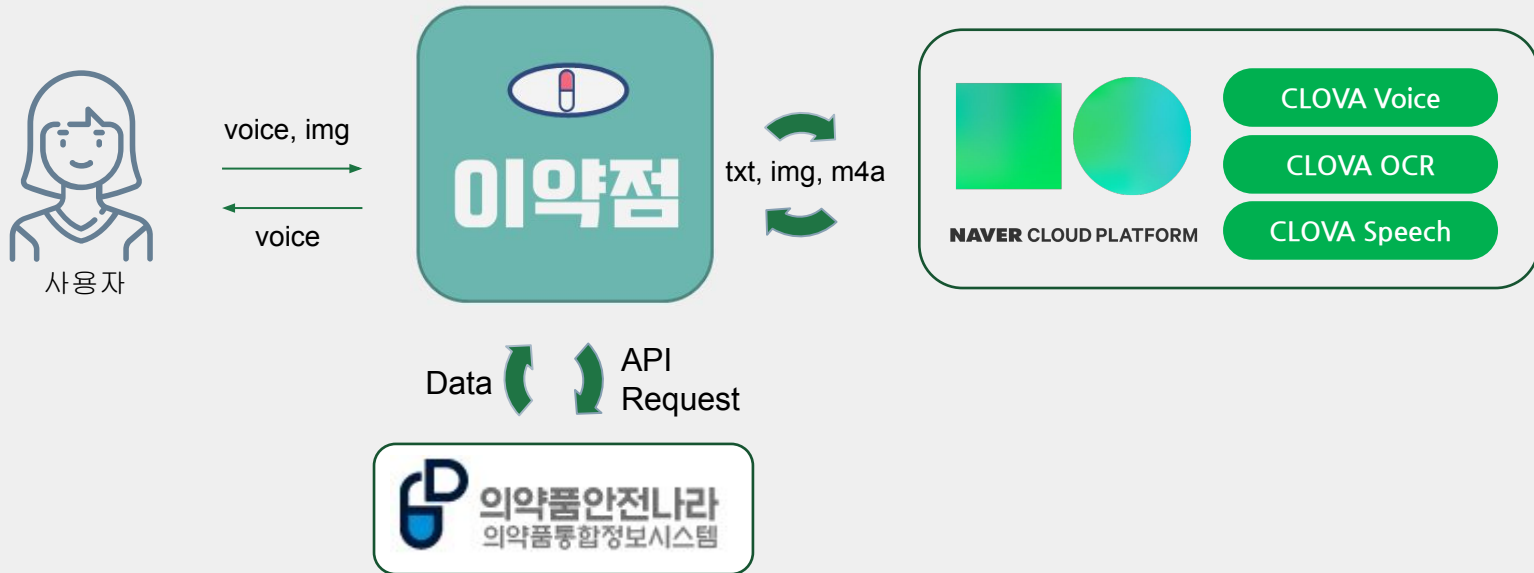 사용자
voice, img
voice
이약점
txt, img, m4a
NAVER CLOUD PLATFORM
CLOVA Voice
CLOVA OCR
CLOVA Speech
Data
API
Request
의약품안전나라
의약품통합정보시스템